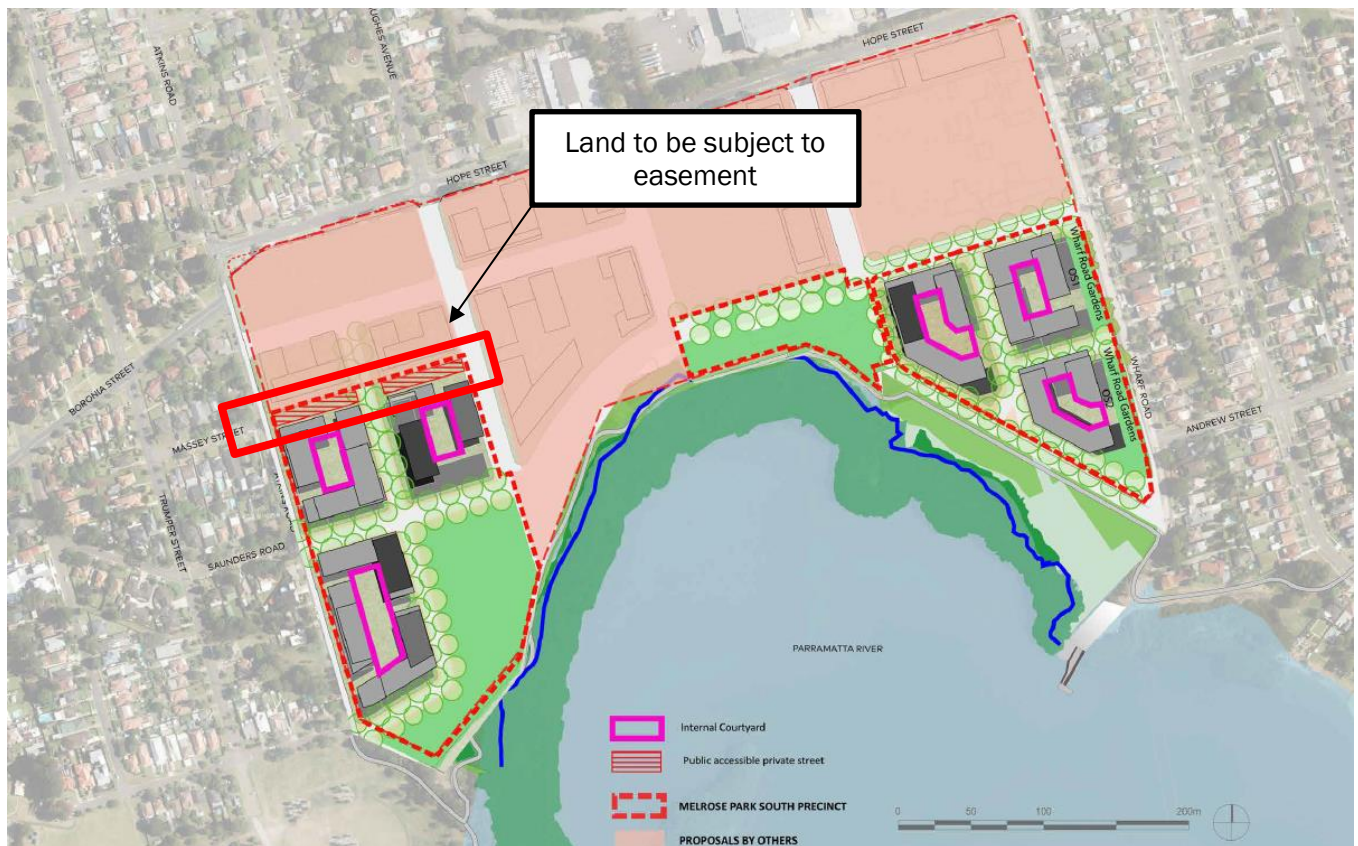 ATKINS ROAD
UGHES AVENUE
HOPE STREET
Land to be subject to
easement
HOPE STREET
BORONIA STREET
MASSEY STREET
TRUMPER STREET
SAUNDERS ROAD
Wharf Road Gardens
OS1
Wharf Road Gardens
OS2
WHARF ROAD
ANDREW STREET
PARRAMATTA RIVER
Internal Courtyard
Public accessible private street
MELROSE PARK SOUTH PRECINCT
PROPOSALS BY OTHERS
0 50 100 200m